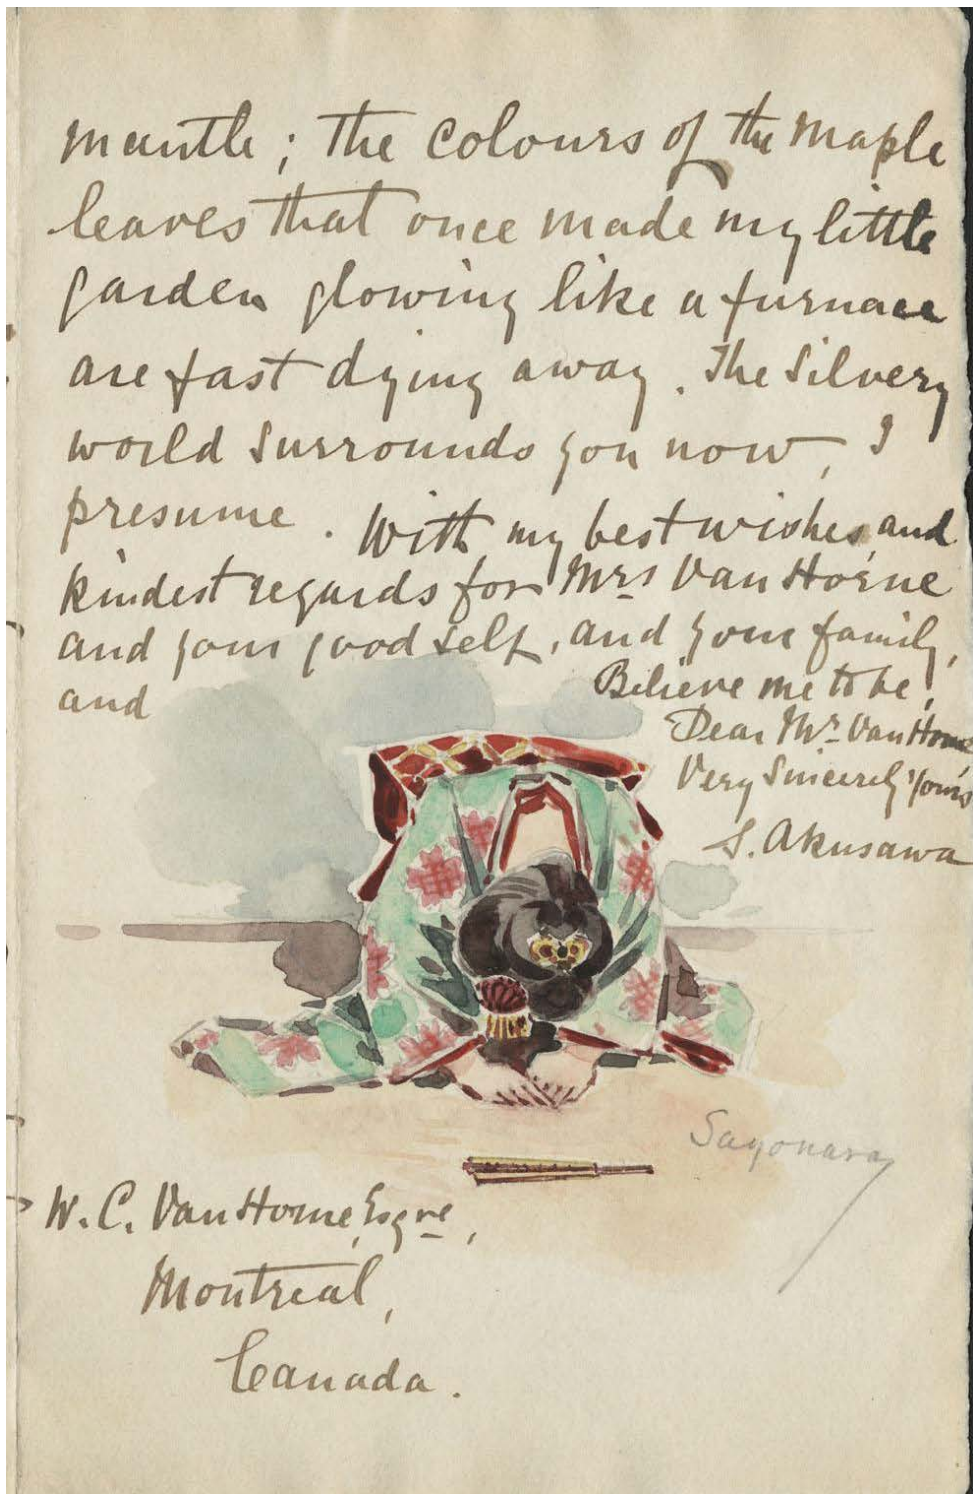 mantle; the colours of the maple
leaves that once made my little
garden glowing like a furnace
are fast dying away. The Silvery
world surrounds you now, I
presume. With my best wishes, and
kindest regards for Mrs Van Horne
and your good self, and your family,
and
Believe me to be,
Dear Mr. Van Horne
Very Sincerely Yours
S. Akusawa
Sayonara
W. C. Van Horne, Esqre,
Montreal,
Canada.